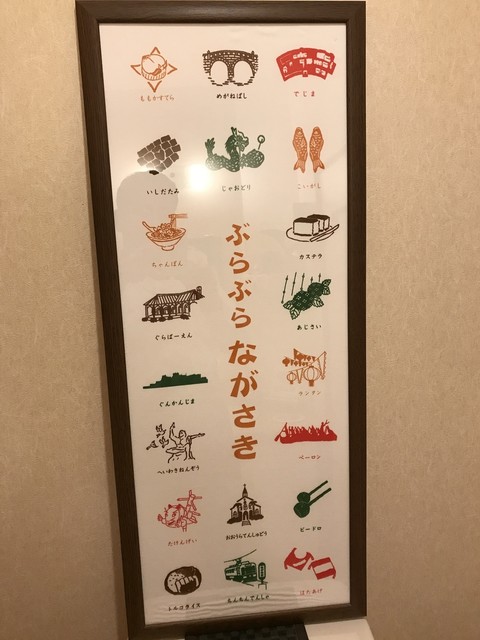 ももかすてら
めがねばし
でじま
いしだたみ
じゃおどり
こいがし
ちゃんぽん
カステラ
ぶらぶらながさき
ぐらばーえん
あじさい
ぐんかんじま
ランタン
へいわきねんぞう
ペーロン
たけんげい
おおうらてんしゅどう
ビードロ
トルコライス
ちんちんでんしゃ
はたあげ